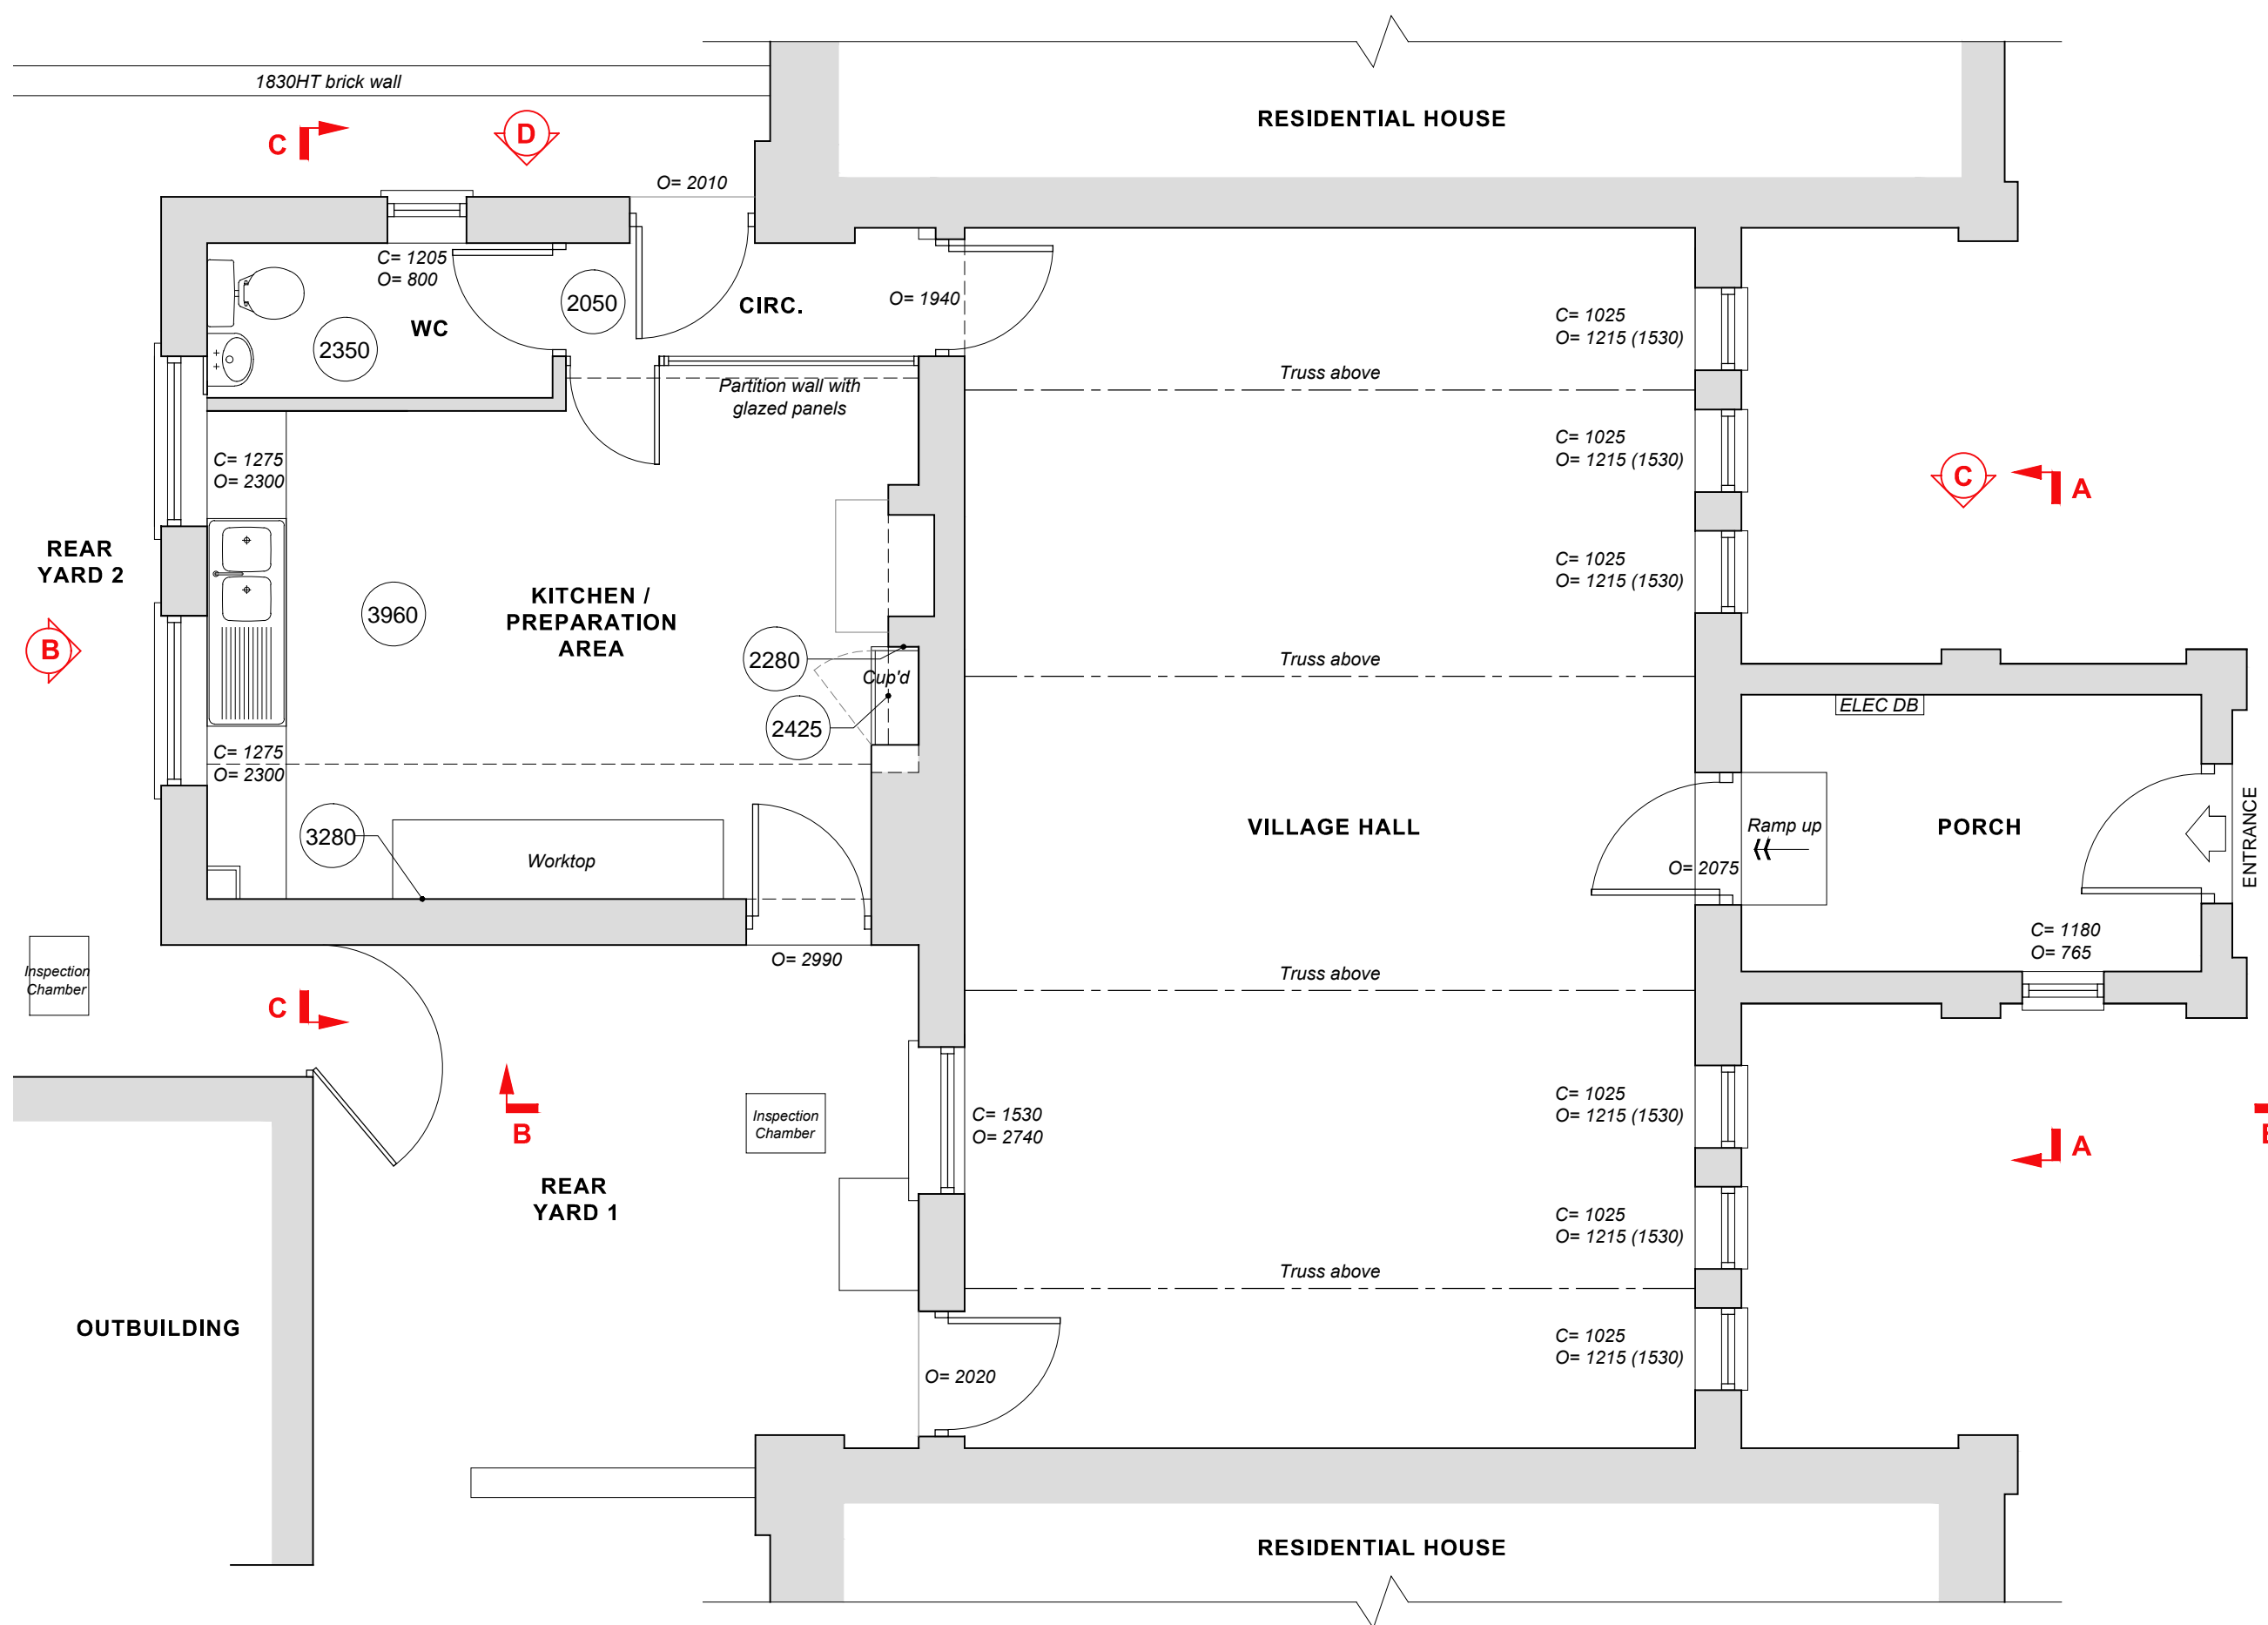 1830HT brick wall
RESIDENTIAL HOUSE
C
D
O= 2010
C= 1205
O= 800
2050
CIRC.
O= 1940
WC
2350
C= 1025
O= 1215 (1530)
Truss above
Partition wall with
glazed panels
C= 1025
O= 1215 (1530)
C= 1275
O= 2300
C
A
REAR
YARD 2
C= 1025
O= 1215 (1530)
3960
KITCHEN /
PREPARATION
AREA
B
2280
Cup'd
Truss above
2425
ELEC DB
C= 1275
O= 2300
3280
Worktop
VILLAGE HALL
Ramp up
PORCH
ENTRANCE
O= 2075
C= 1180
O= 765
O= 2990
Inspection
Chamber
Truss above
C
C= 1025
O= 1215 (1530)
B
Inspection
Chamber
C= 1530
O= 2740
A
REAR
YARD 1
C= 1025
O= 1215 (1530)
Truss above
OUTBUILDING
C= 1025
O= 1215 (1530)
O= 2020
RESIDENTIAL HOUSE